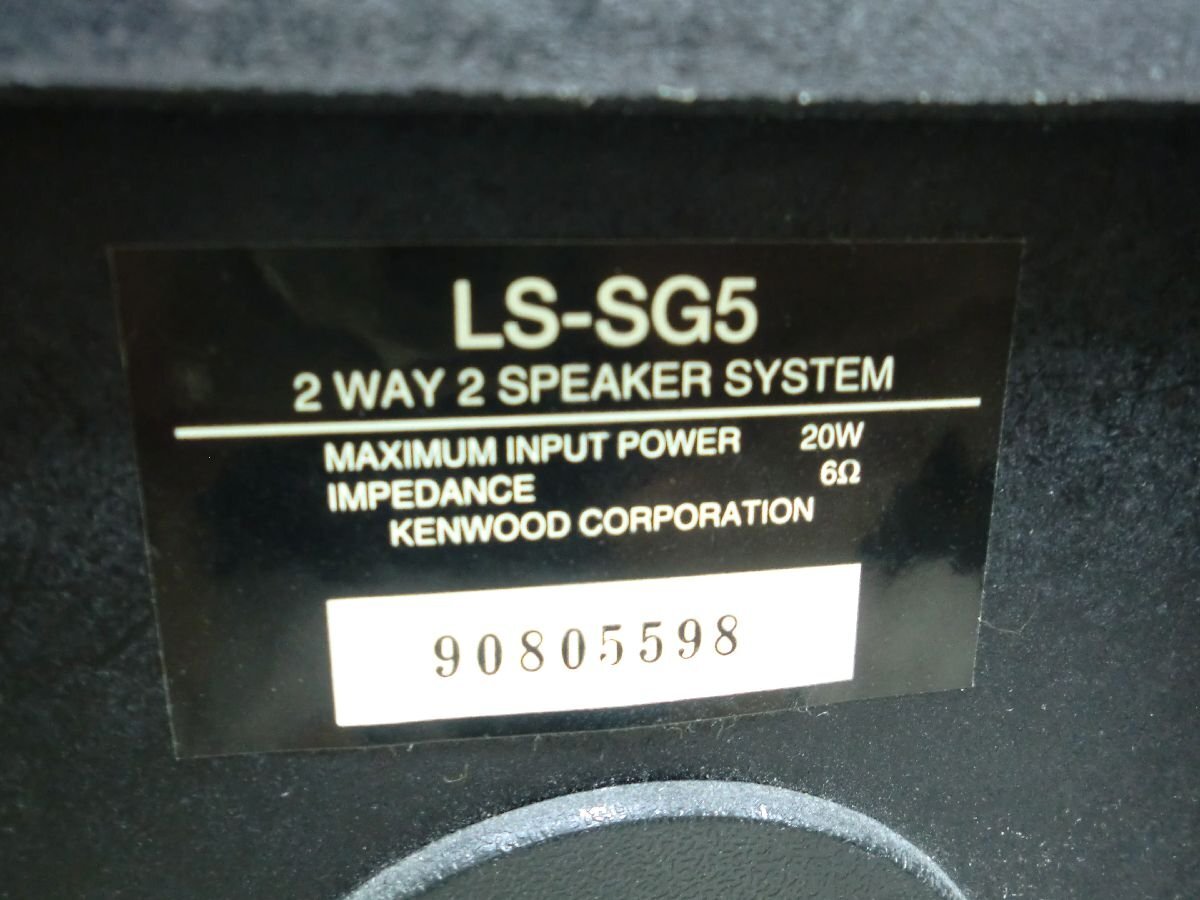 LS-SG5
2 WAY 2 SPEAKER SYSTEM
MAXIMUM INPUT POWER 20W
IMPEDANCE 6Ω
KENWOOD CORPORATION
90805598